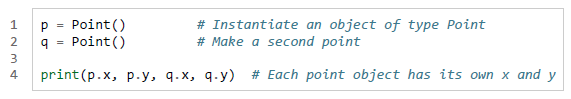 1 p = Point()         # Instantiate an object of type Point
2 q = Point()         # Make a second point
3
4 print(p.x, p.y, q.x, q.y)  # Each point object has its own x and y